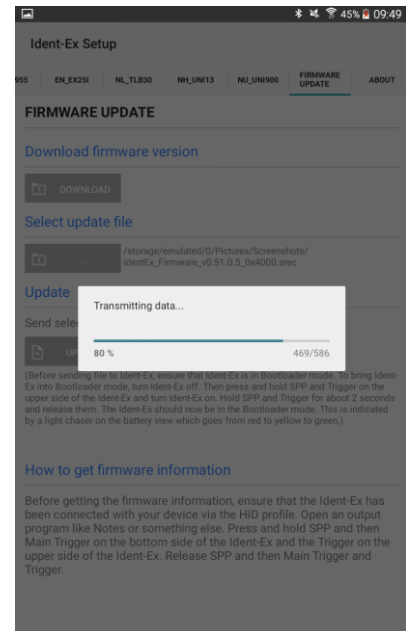 45% 09:49
Ident-Ex Setup
955 EN_EX25I NL_TLB30 NH_UNI13 NU_UNI900 FIRMWARE UPDATE ABOUT
FIRMWARE UPDATE
Download firmware version
DOWNLOAD
Select update file
... /storage/emulated/0/Pictures/Screenshots/
IdentEx_Firmware_v0.51.0.5_0x4000.srec
Update
Transmitting data...
Send sele
80 % 469/586
UP
(Before sending file to Ident-Ex, ensure that Ident-Ex is in Bootloader mode. To bring Ident-
Ex into Bootloader mode, turn Ident-Ex off. Then press and hold SPP and Trigger on the
upper side of the Ident-Ex and turn Ident-Ex on. Hold SPP and Trigger for about 2 seconds
and release them. The Ident-Ex should now be in the Bootloader mode. This is indicated
by a light chaser on the battery view which goes from red to yellow to green.)
How to get firmware information
Before getting the firmware information, ensure that the Ident-Ex has
been connected with your device via the HID profile. Open an output
program like Notes or something else. Press and hold SPP and then
Main Trigger on the bottom side of the Ident-Ex and the Trigger on the
upper side of the Ident-Ex. Release SPP and then Main Trigger and
Trigger.